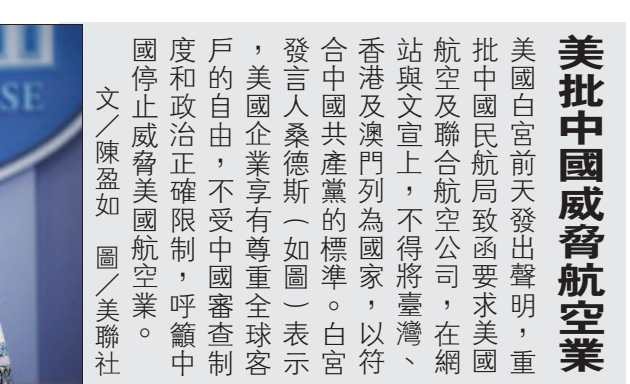 美批中國威脅航空業
美國白宮前天發出聲明，重
批中國民航局致函要求美國
航空及聯合航空公司，在網
站與文宣上，不得將臺灣、
香港及澳門列為國家，以符
合中國共產黨的標準。白宮
發言人桑德斯（如圖）表示
，美國企業享有尊重全球客
戶的自由，不受中國審查制
度和政治正確限制，呼籲中
國停止威脅美國航空業。
文／陳盈如　圖／美聯社
SE